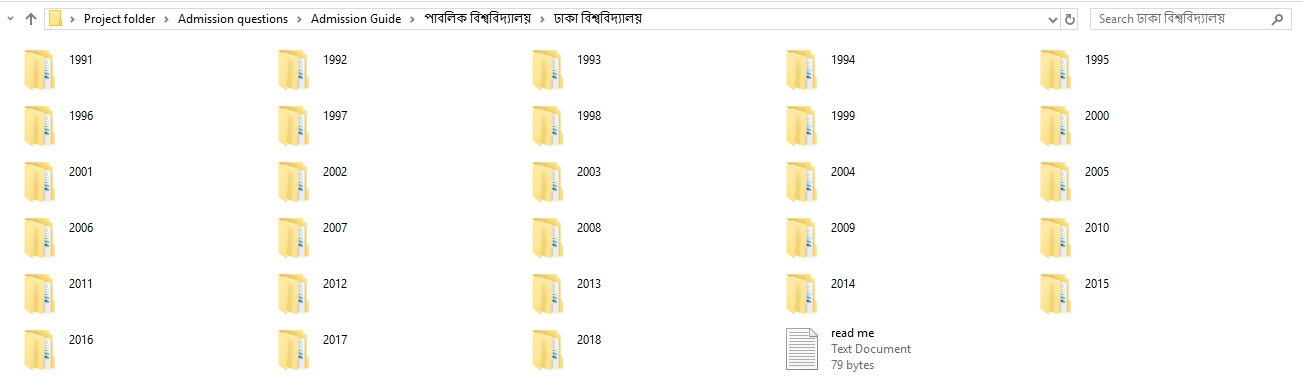 Project folder > Admission questions > Admission Guide > পাবলিক বিশ্ববিদ্যালয় > ঢাকা বিশ্ববিদ্যালয়
Search ঢাকা বিশ্ববিদ্যালয়
1991 1992 1993 1994 1995
1996 1997 1998 1999 2000
2001 2002 2003 2004 2005
2006 2007 2008 2009 2010
2011 2012 2013 2014 2015
2016 2017 2018 read me
Text Document
79 bytes